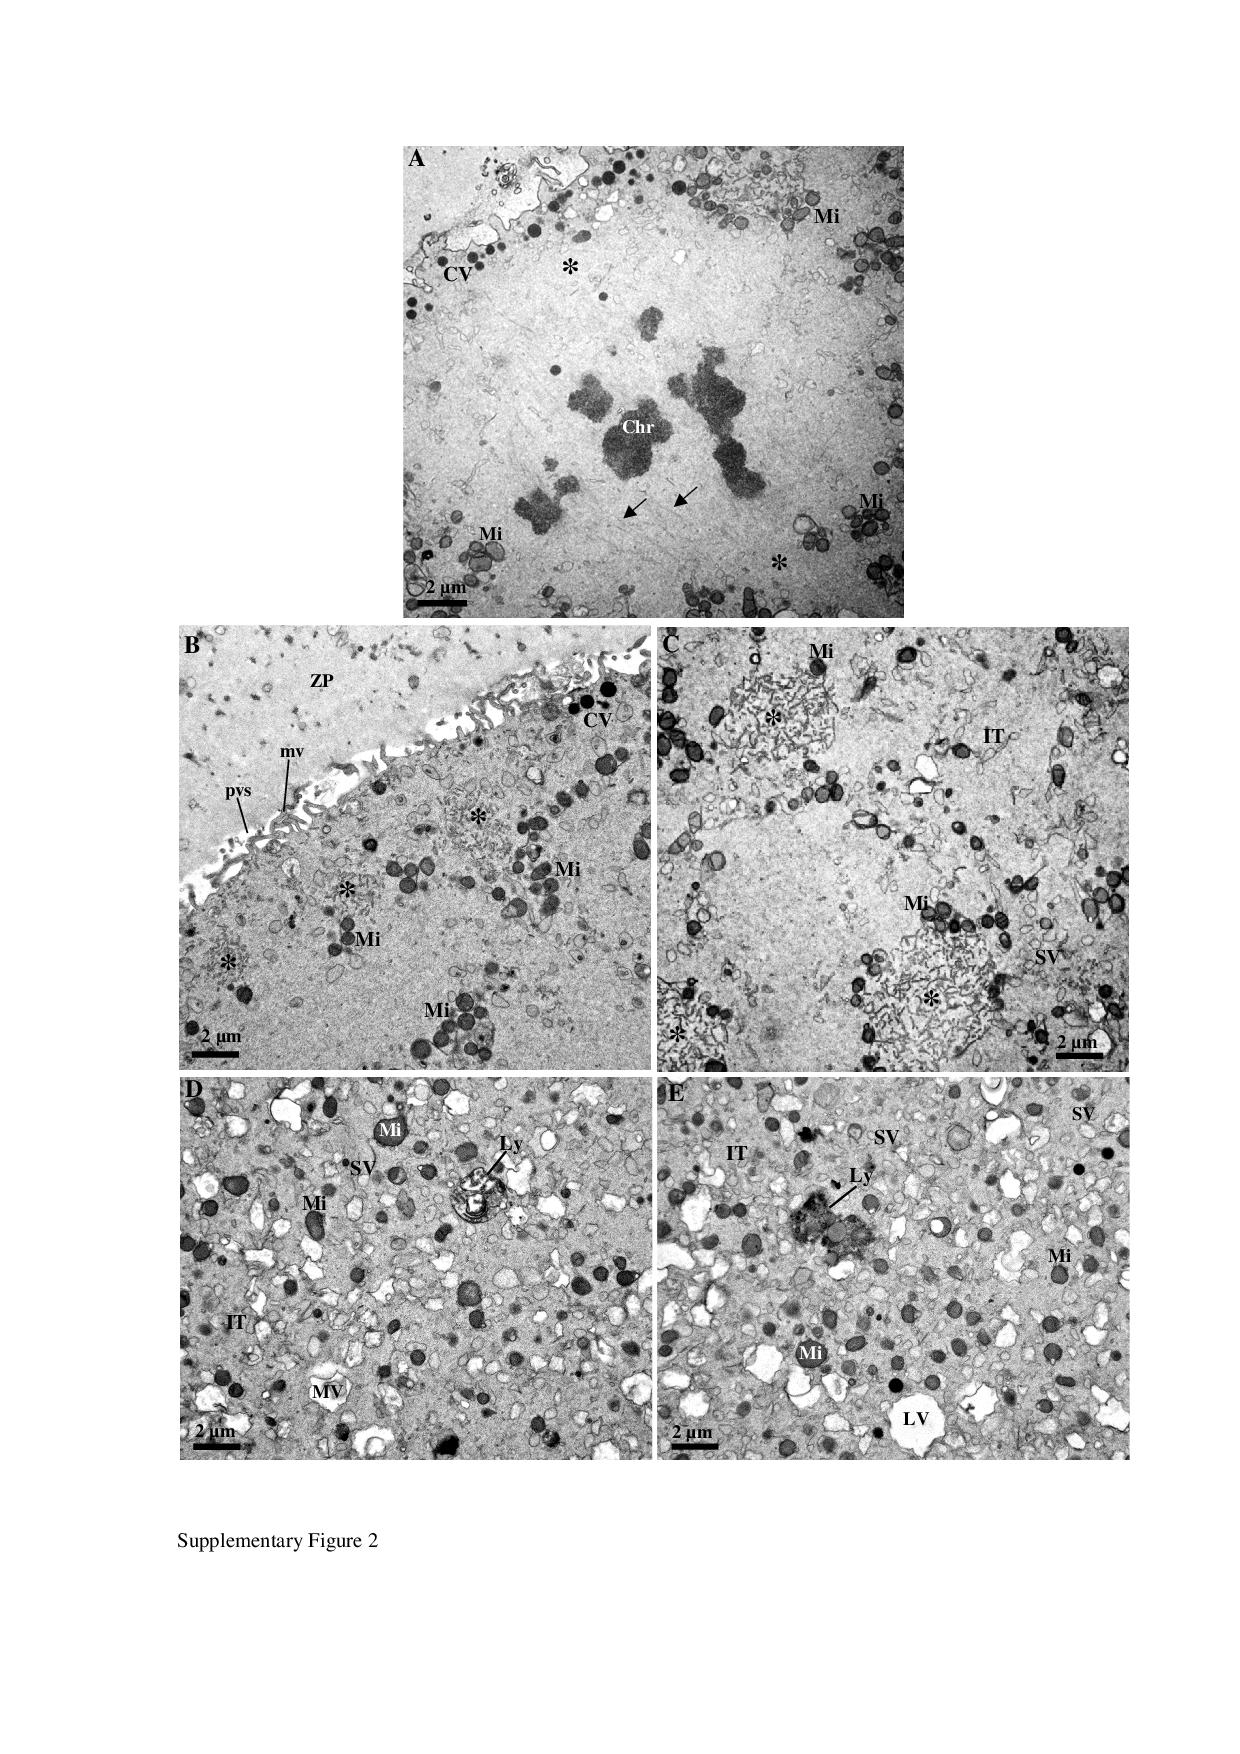 A
Mi
*
CV
Chr
Mi
Mi
*
2 µm
B
ZP
CV
mv
pvs
*
Mi
*
Mi
*
Mi
2 µm
C
Mi
*
IT
Mi
SV
*
*
2 µm
D
Mi
Ly
SV
Mi
IT
MV
2 µm
E
SV
SV
IT
Ly
Mi
Mi
LV
2 µm
Supplementary Figure 2